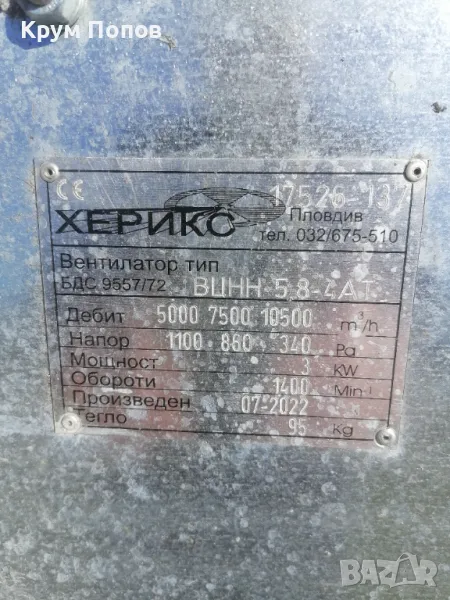 Крум Попов
CE 17526-137
ХЕРИКС Пловдив
тел. 032/675-510
Вентилатор тип
БДС 9557/72 ВЦНН 5,8-4АТ
Дебит 5000 7500 10500 m³/h
Напор 1100 860 340 Pa
Мощност 3 KW
Обороти 1400 Min⁻¹
Произведен 07-2022
Тегло 95 Kg
BAZAR